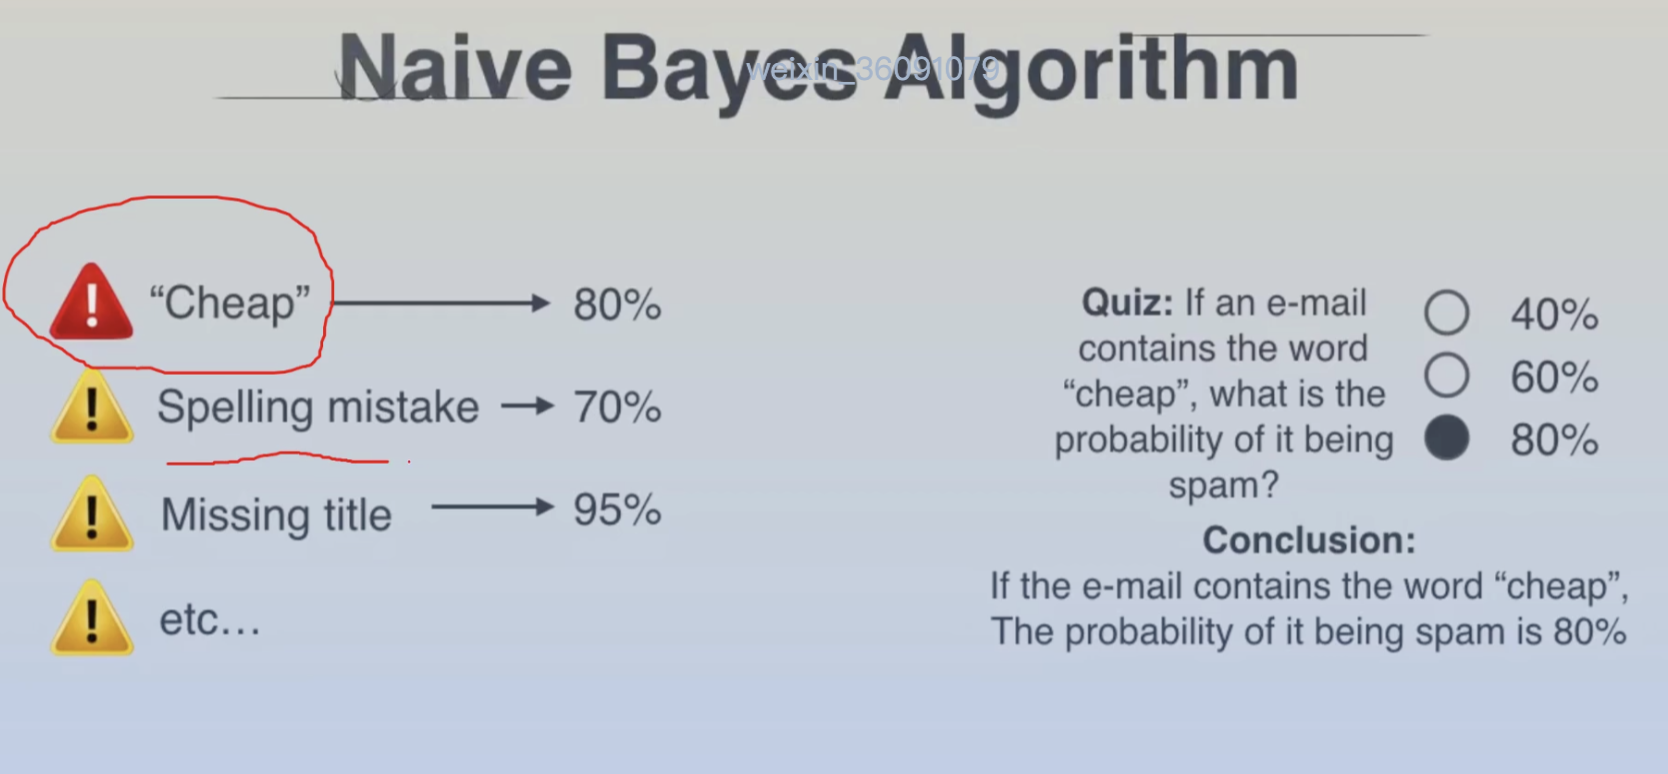 Naive Bayes Algorithm
weixin_36091079
“Cheap” 80%
Spelling mistake 70%
Missing title 95%
etc...
Quiz: If an e-mail
contains the word
“cheap”, what is the
probability of it being
spam?
40%
60%
80%
Conclusion:
If the e-mail contains the word “cheap”,
The probability of it being spam is 80%